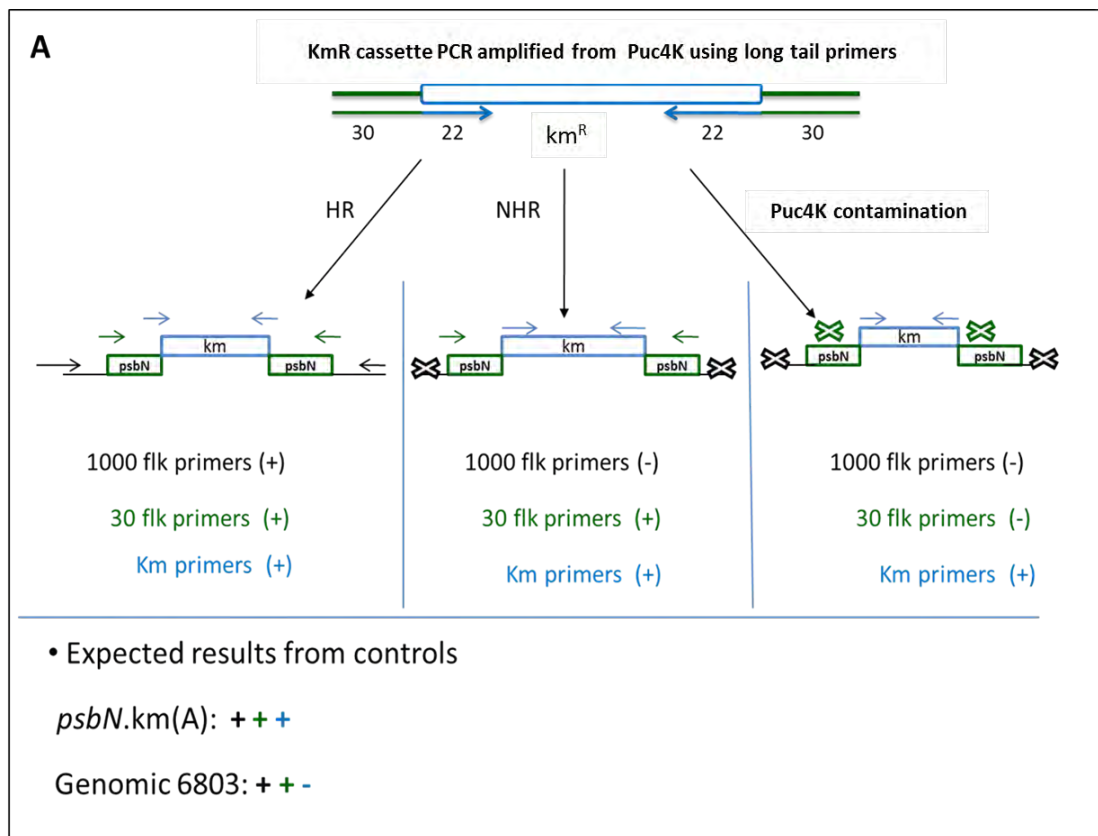 A
KmR cassette PCR amplified from Puc4K using long tail primers
30 22 km^R 22 30
HR NHR Puc4K contamination
km km km
psbN psbN psbN psbN psbN psbN
1000 flk primers (+) 1000 flk primers (-) 1000 flk primers (-)
30 flk primers (+) 30 flk primers (+) 30 flk primers (-)
Km primers (+) Km primers (+) Km primers (+)
• Expected results from controls
psbN.km(A): + + +
Genomic 6803: + + -